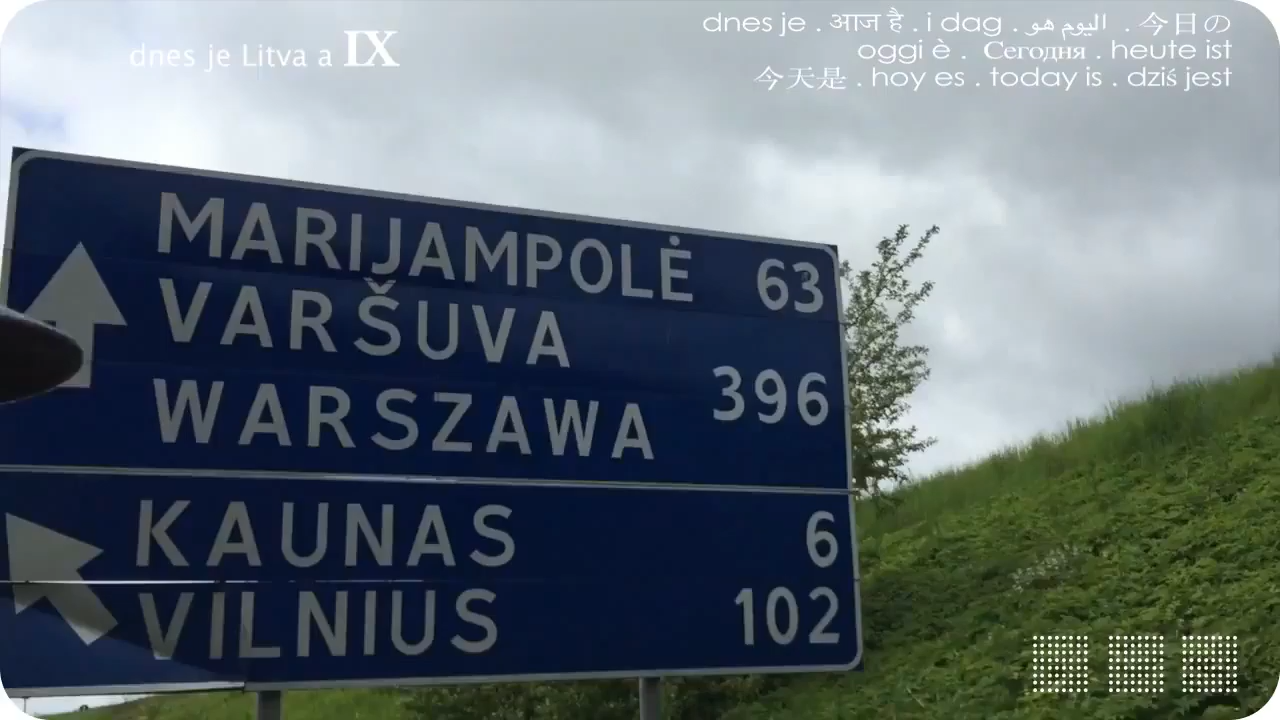 dnes je Litva a IX
dnes je . आज है . i dag . اليوم هو . 今日の
oggi è . Сегодня . heute ist
今天是 . hoy es . today is . dziś jest
MARIJAMPOLĖ 63
VARŠUVA
WARSZAWA 396
KAUNAS 6
VILNIUS 102